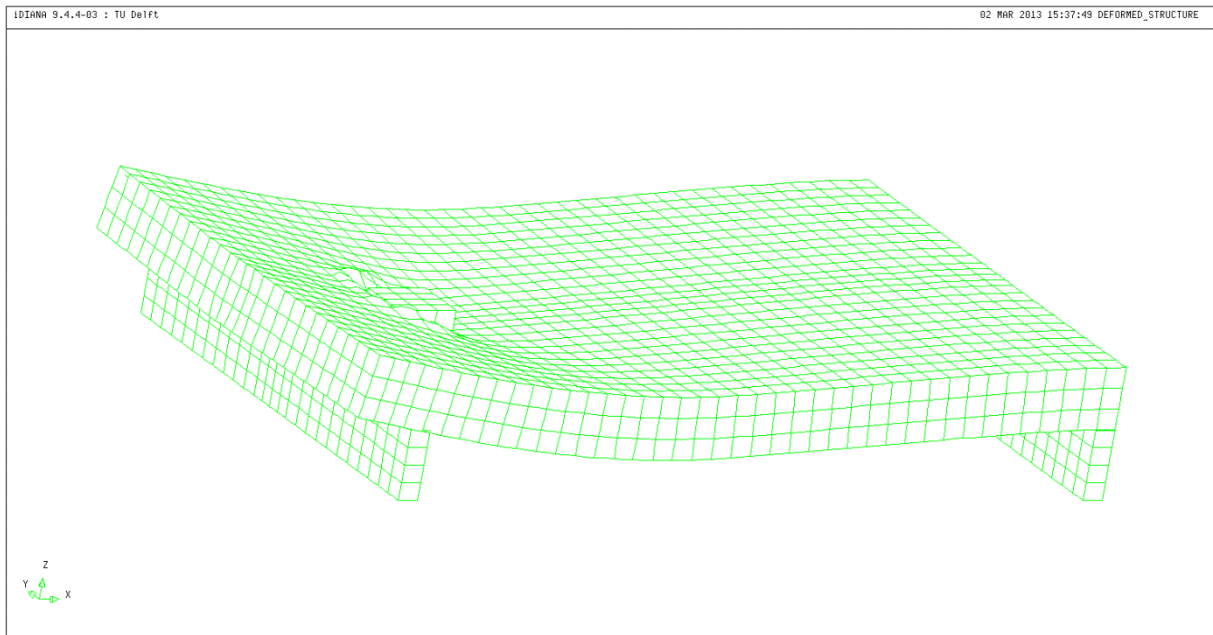 iDIANA 9.4.4-03 : TU Delft
02 MAR 2013 15:37:49 DEFORMED_STRUCTURE
Z
Y
X